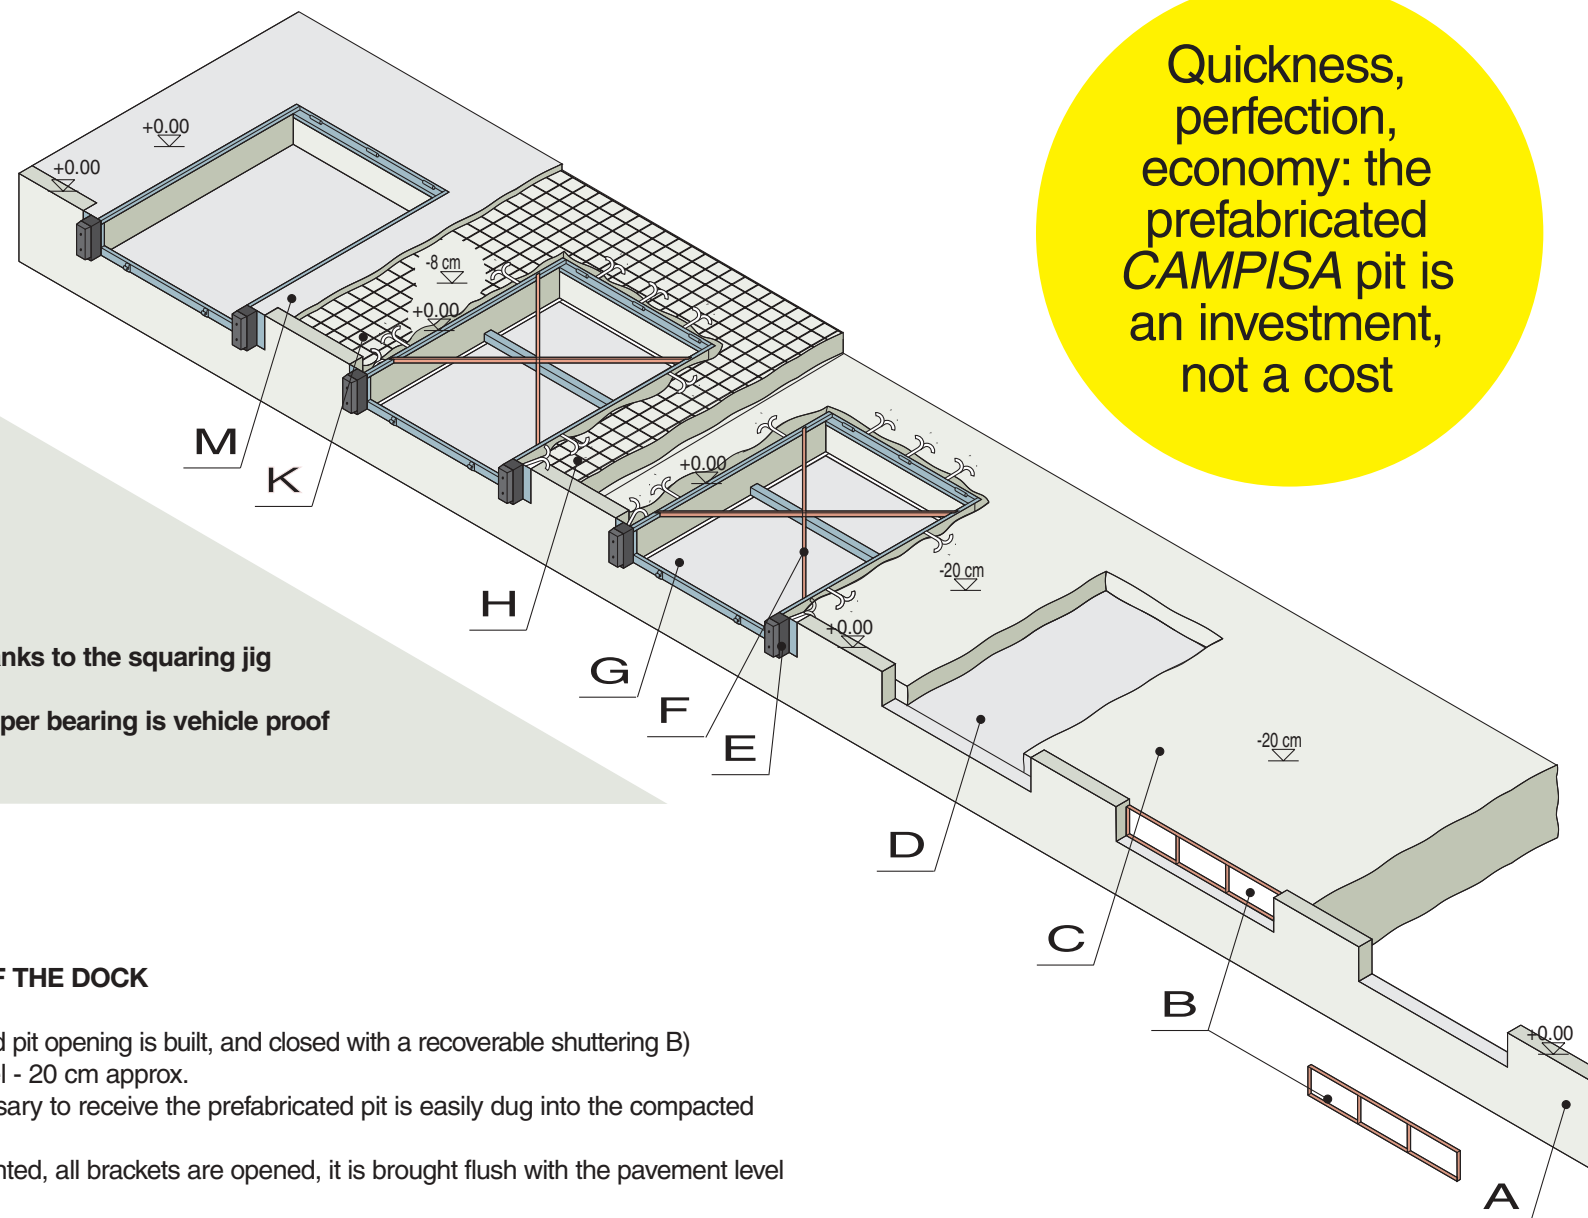 Quickness,
perfection,
economy: the
prefabricated
CAMPISA pit is
an investment,
not a cost
+0.00
+0.00
-8 cm
+0.00
+0.00
-20 cm
+0.00
-20 cm
+0.00
M
K
H
G
F
E
D
C
B
A
to the squaring jig
per bearing is vehicle proof
THE DOCK
pit opening is built, and closed with a recoverable shuttering B)
- 20 cm approx.
to receive the prefabricated pit is easily dug into the compacted
all brackets are opened, it is brought flush with the pavement level